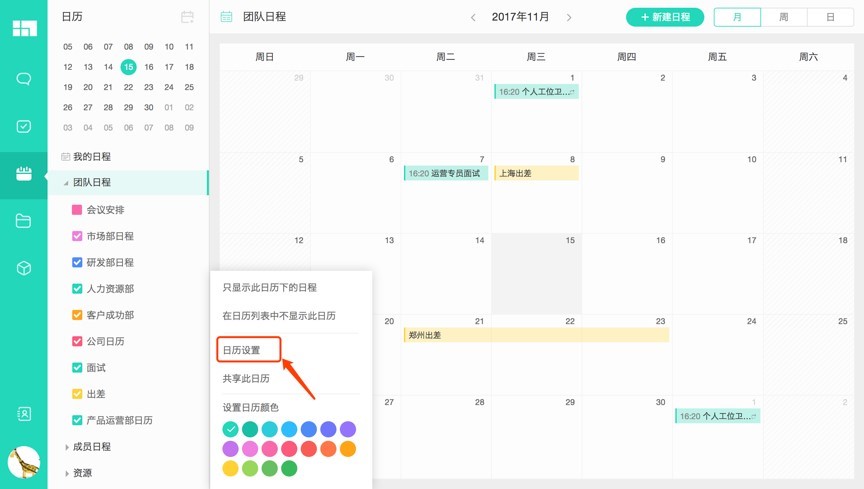 日历
05 06 07 08 09 10 11
12 13 14 15 16 17 18
19 20 21 22 23 24 25
26 27 28 29 30 01 02
03 04 05 06 07 08 09
我的日程
团队日程
会议安排
市场部日程
研发部日程
人力资源部
客户成功部
公司日历
面试
出差
产品运营部日历
成员日程
资源
团队日程
2017年11月
+ 新建日程
月 周 日
周日 周一 周二 周三 周四 周五 周六
29 30 31 1 2 3 4
16:20 个人工位卫...
5 6 7 8 9 10 11
16:20 运营专员面试
上海出差
12 13 14 15 16 17 18
20 21 22 23 24 25
郑州出差
27 28 29 30 1 2
16:20 个人工位卫...
只显示此日历下的日程
在日历列表中不显示此日历
日历设置
共享此日历
设置日历颜色